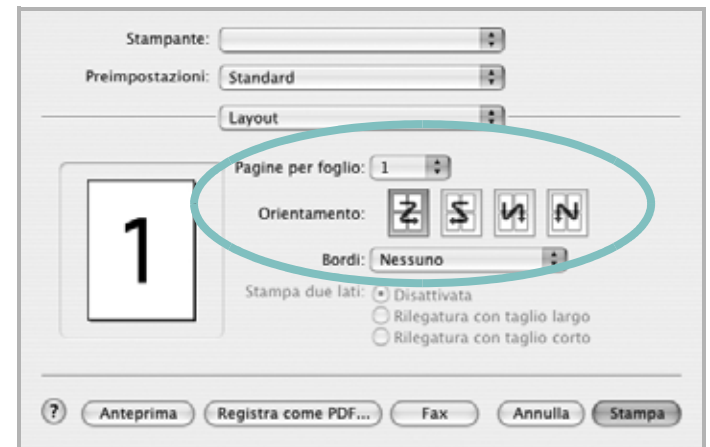 Stampante:
Preimpostazioni: Standard
Layout
Pagine per foglio: 1
Orientamento:
Bordi: Nessuno
Stampa due lati: Disattivata
Rilegatura con taglio largo
Rilegatura con taglio corto
1
? Anteprima Registra come PDF... Fax Annulla Stampa